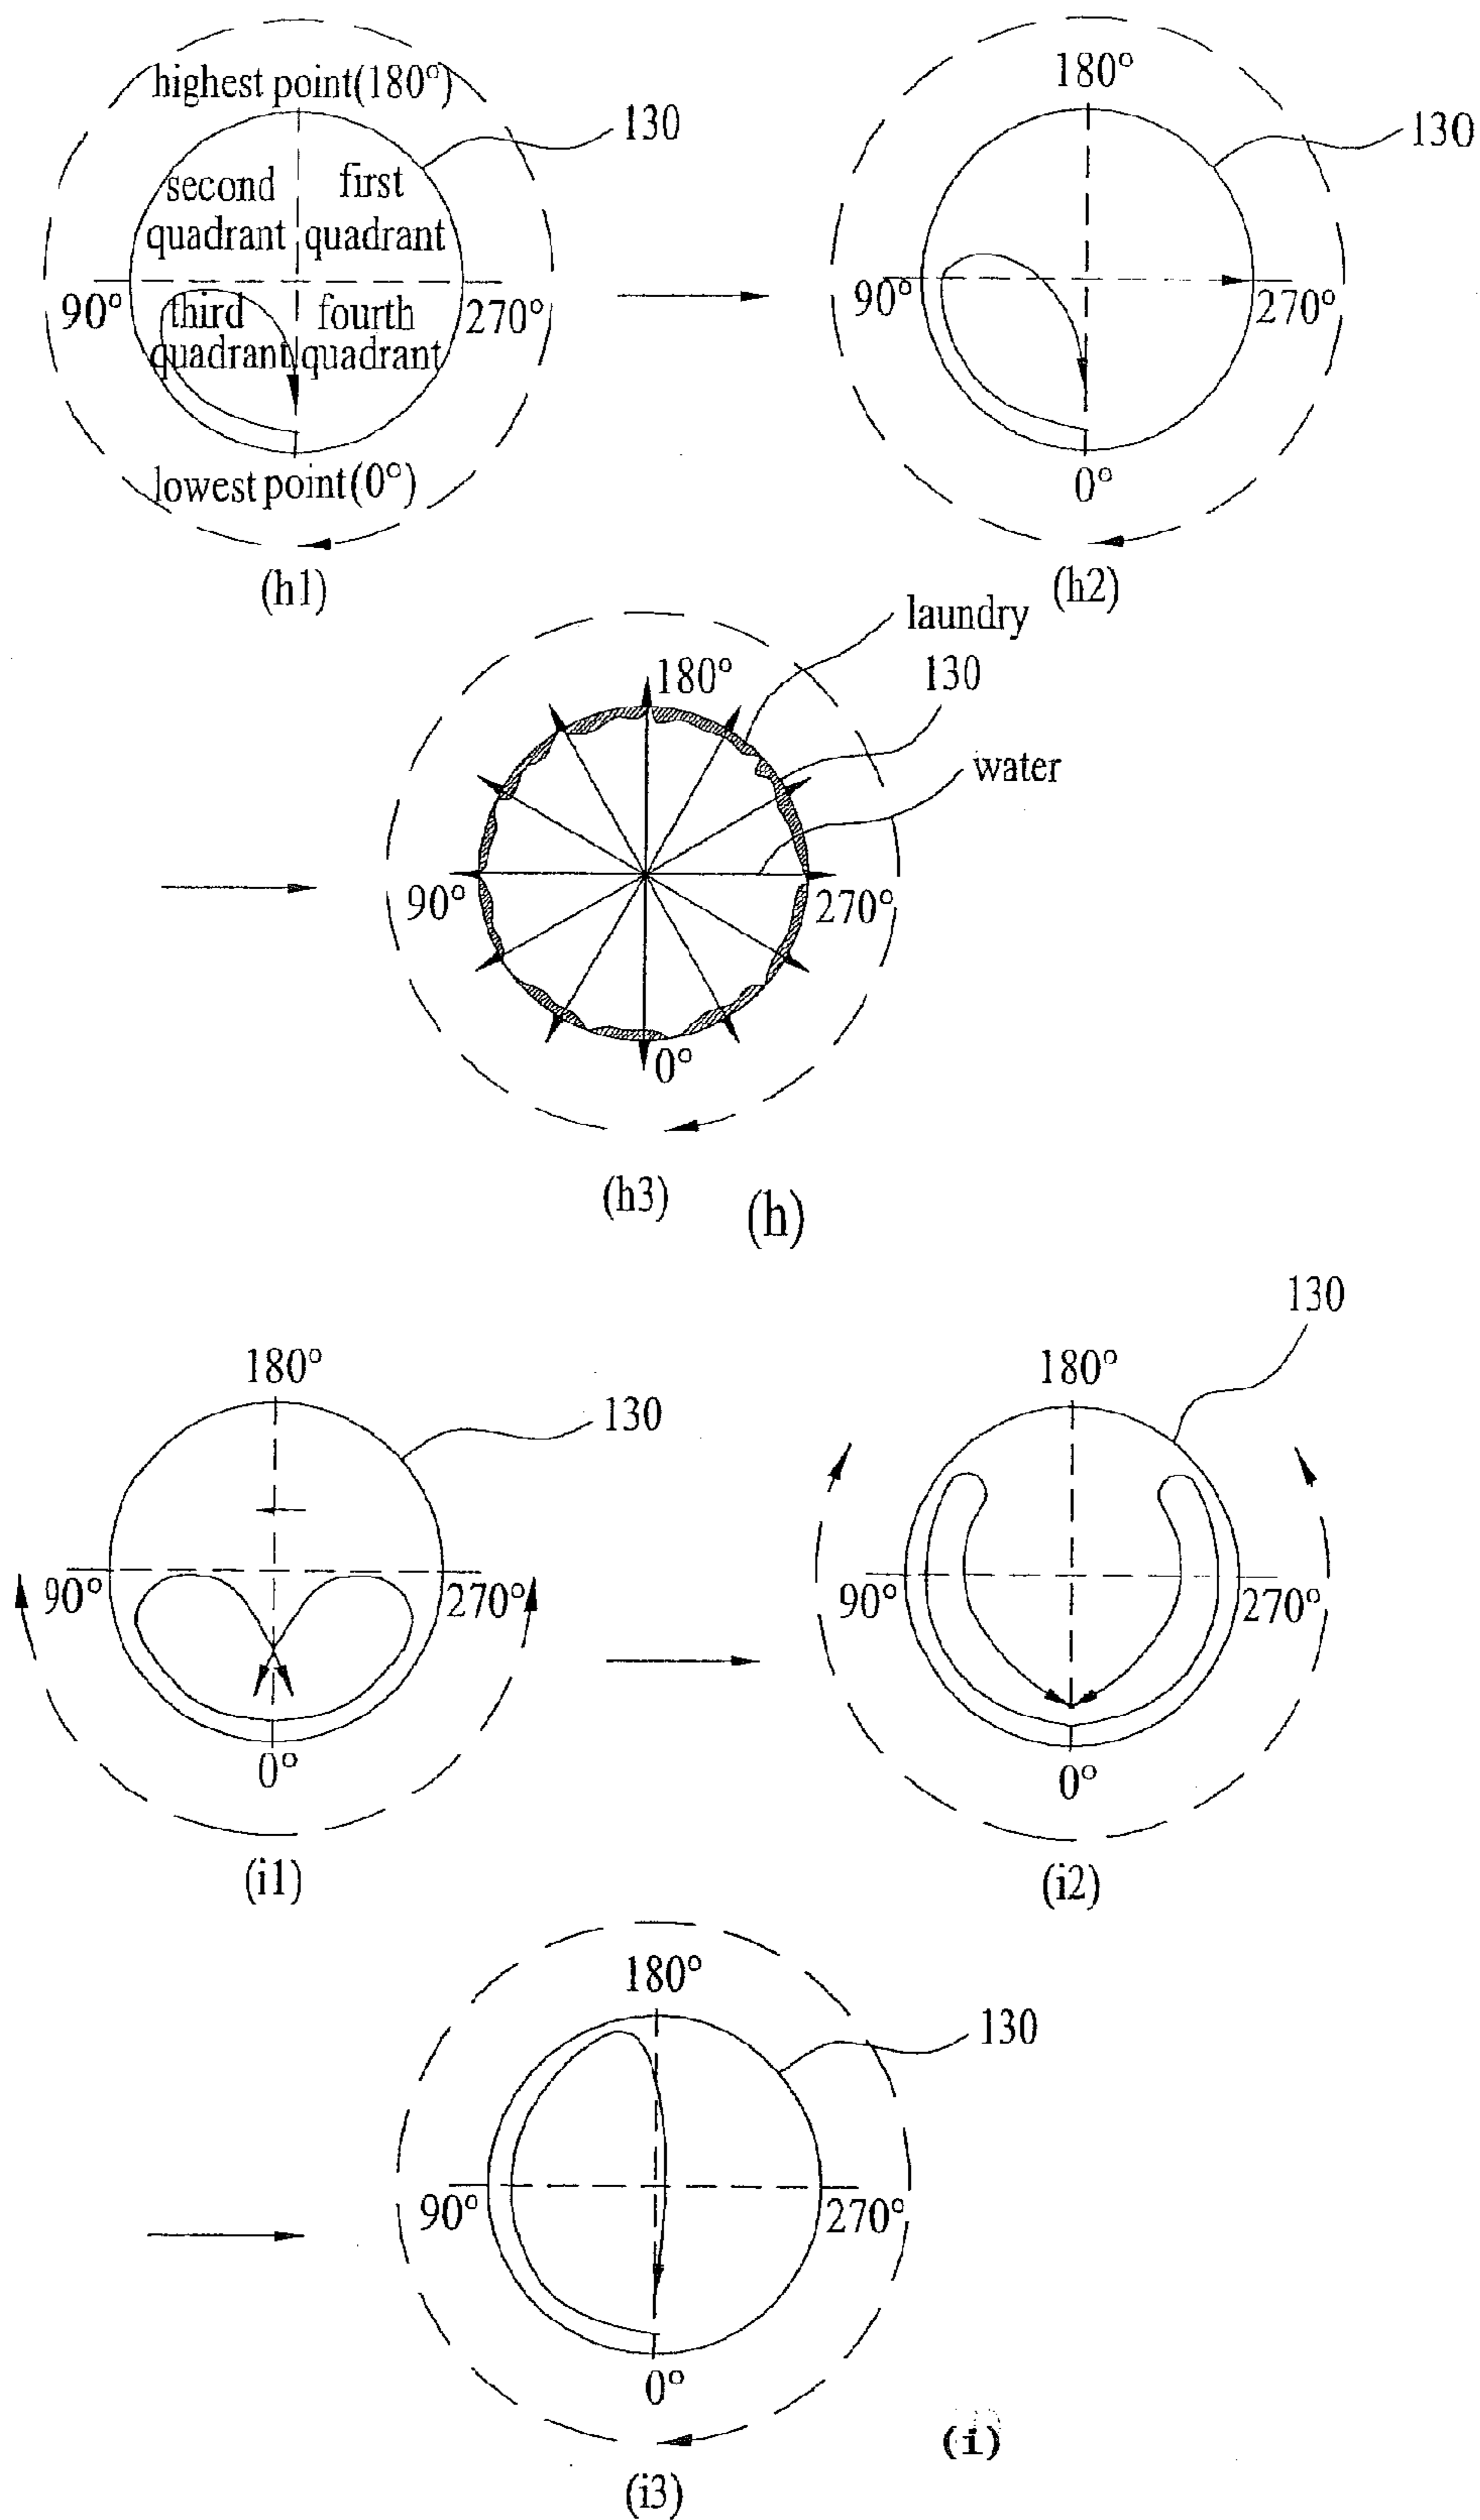 highest point(180°)
130
second quadrant
first quadrant
90°
third quadrant
fourth quadrant
270°
lowest point(0°)
(h1)
180°
130
90°
270°
0°
(h2)
laundry
130
water
180°
90°
270°
0°
(h3)
(h)
180°
130
90°
270°
0°
(i1)
130
180°
90°
270°
0°
(i2)
180°
130
90°
270°
0°
(i3)
(i)